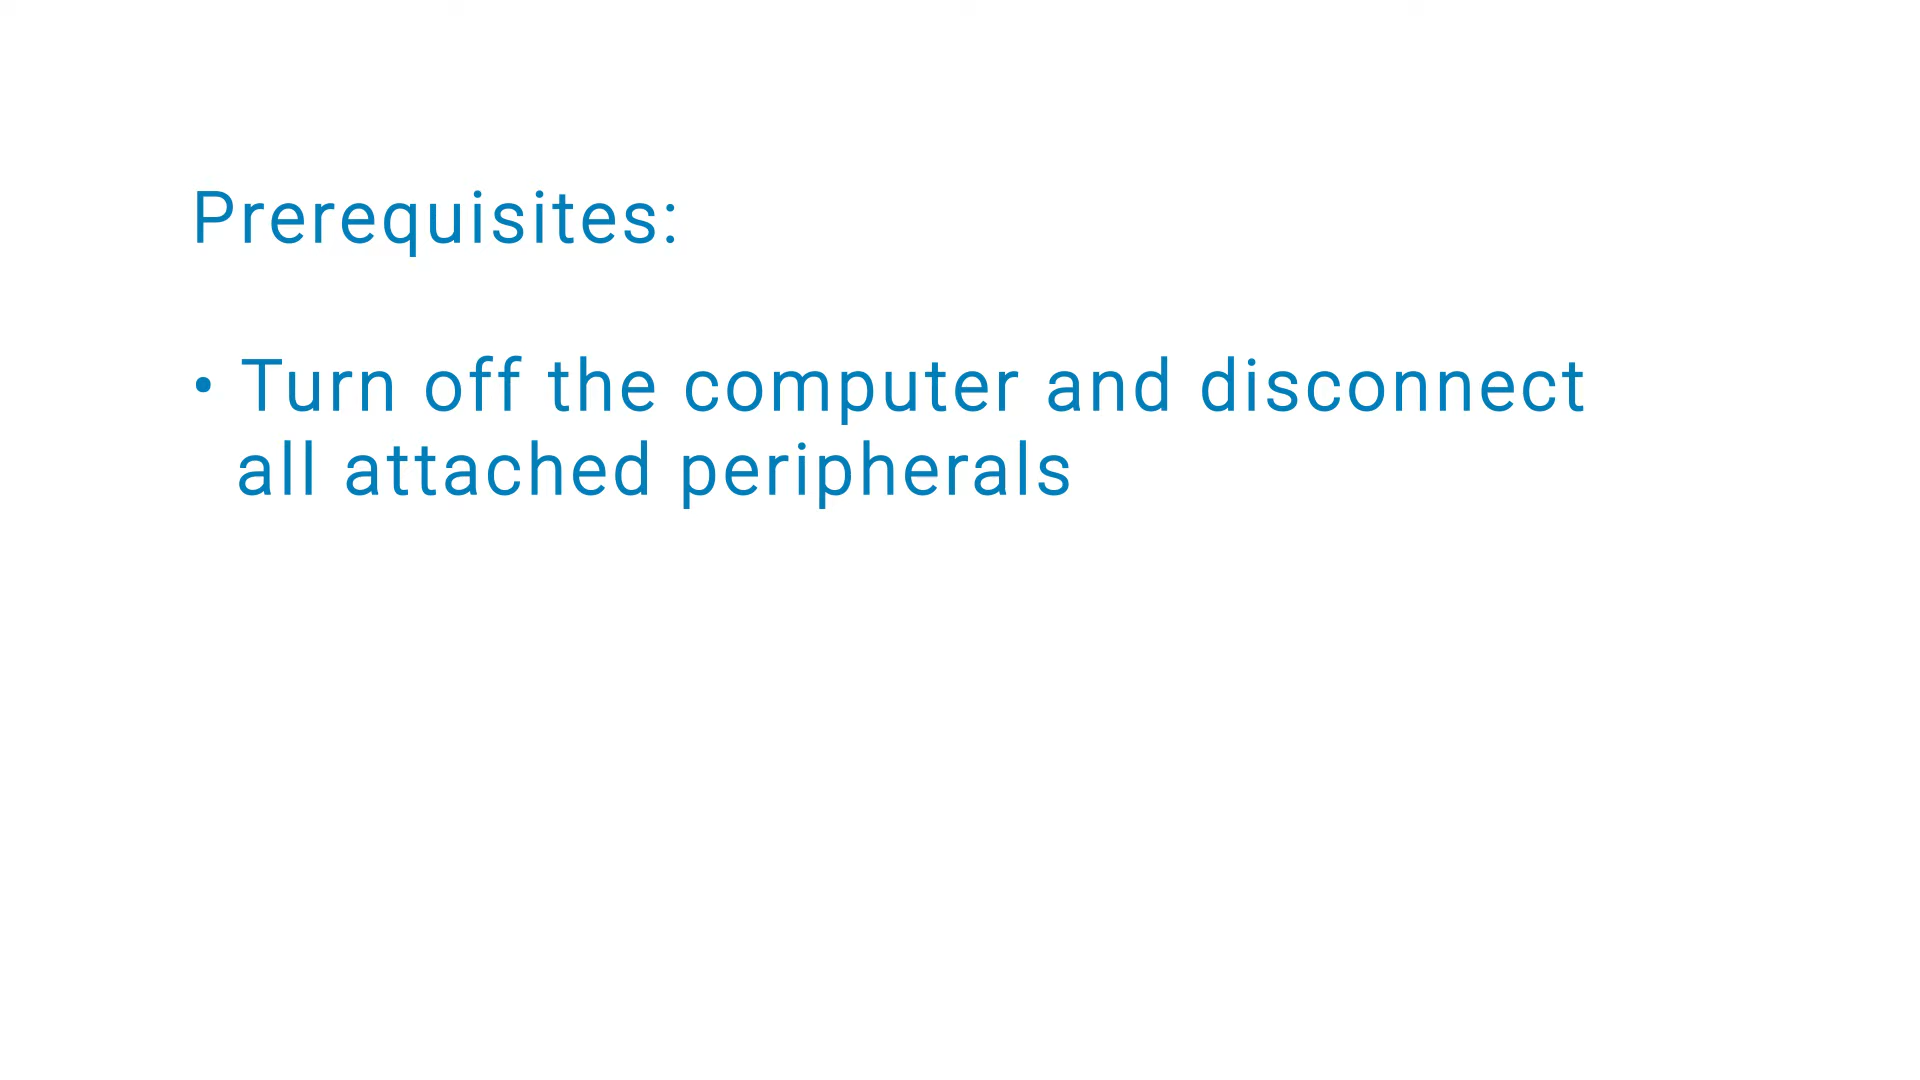 Prerequisites:
• Turn off the computer and disconnect
all attached peripherals